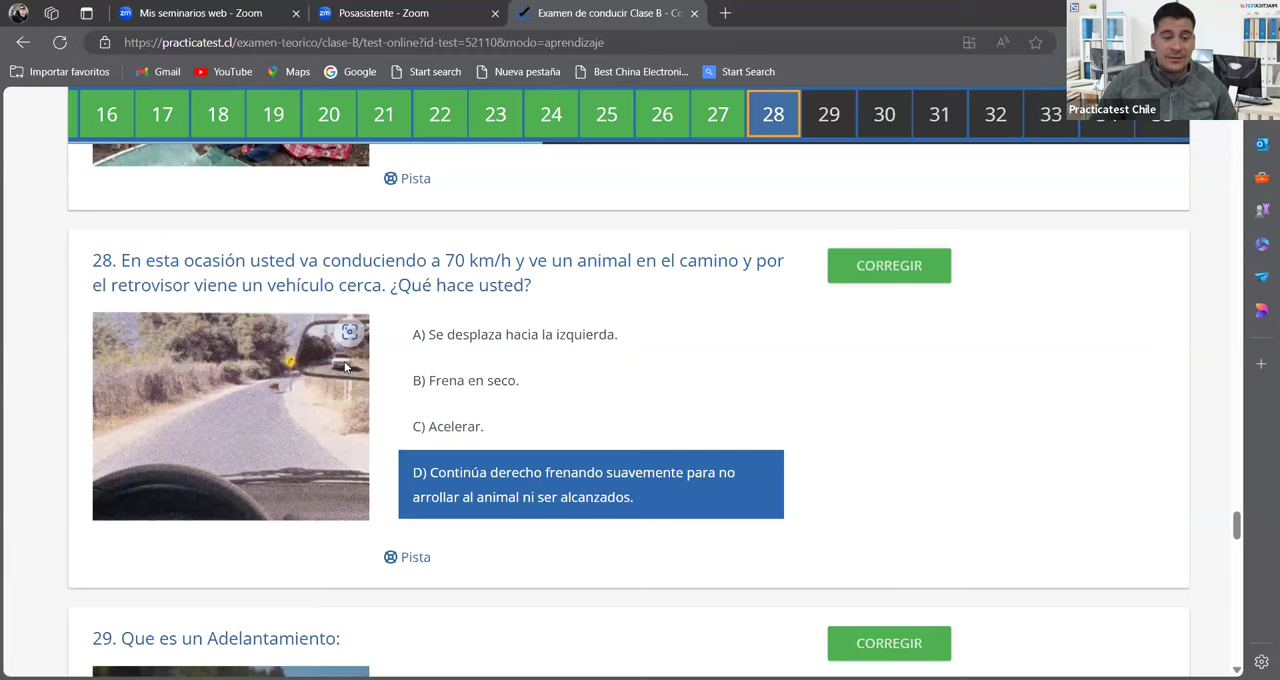 Mis seminarios web - Zoom
Posasistente - Zoom
Examen de conducir Clase B - Co
https://practicatest.cl/examen-teorico/clase-B/test-online?id-test=52110&modo=aprendizaje
Importar favoritos
Gmail
YouTube
Maps
Google
Start search
Nueva pestaña
Best China Electroni...
Start Search
Practicatest Chile
16 17 18 19 20 21 22 23 24 25 26 27 28 29 30 31 32 33
Pista
28. En esta ocasión usted va conduciendo a 70 km/h y ve un animal en el camino y por
el retrovisor viene un vehículo cerca. ¿Qué hace usted?
CORREGIR
A) Se desplaza hacia la izquierda.
B) Frena en seco.
C) Acelerar.
D) Continúa derecho frenando suavemente para no
arrollar al animal ni ser alcanzados.
Pista
29. Que es un Adelantamiento:
CORREGIR